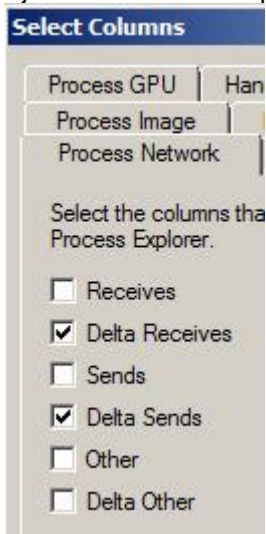 Select Columns
Process GPU Han
Process Image
Process Network
Select the columns tha
Process Explorer.
Receives
Delta Receives
Sends
Delta Sends
Other
Delta Other